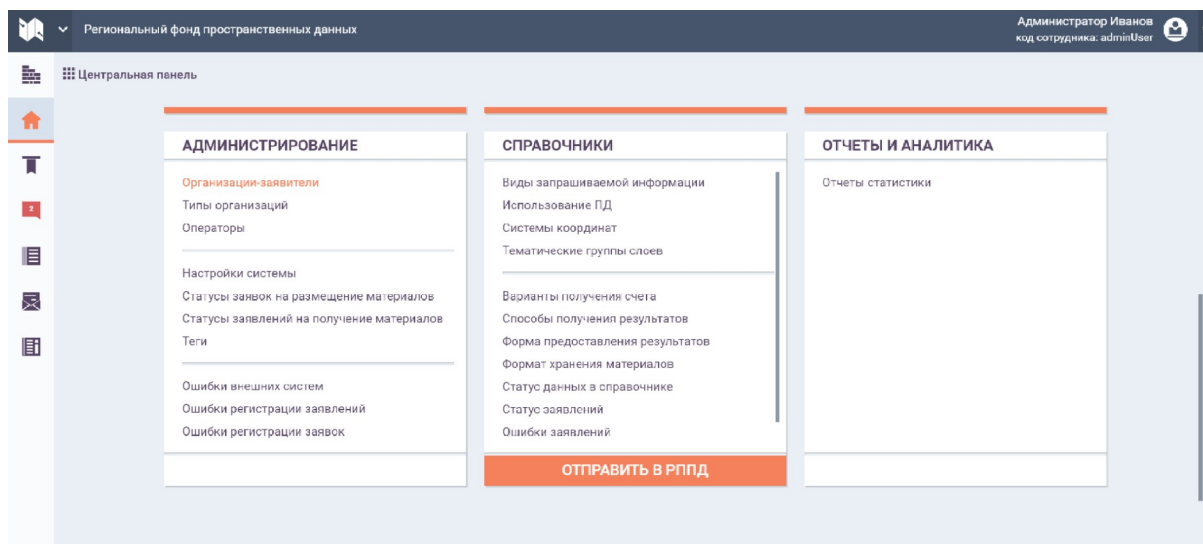 Региональный фонд пространственных данных
Администратор Иванов
код сотрудника: adminUser
Центральная панель
АДМИНИСТРИРОВАНИЕ
Организации-заявители
Типы организаций
Операторы
Настройки системы
Статусы заявок на размещение материалов
Статусы заявлений на получение материалов
Теги
Ошибки внешних систем
Ошибки регистрации заявлений
Ошибки регистрации заявок
СПРАВОЧНИКИ
Виды запрашиваемой информации
Использование ПД
Системы координат
Тематические группы слоев
Варианты получения счета
Способы получения результатов
Форма предоставления результатов
Формат хранения материалов
Статус данных в справочнике
Статус заявлений
Ошибки заявлений
ОТПРАВИТЬ В РППД
ОТЧЕТЫ И АНАЛИТИКА
Отчеты статистики
2